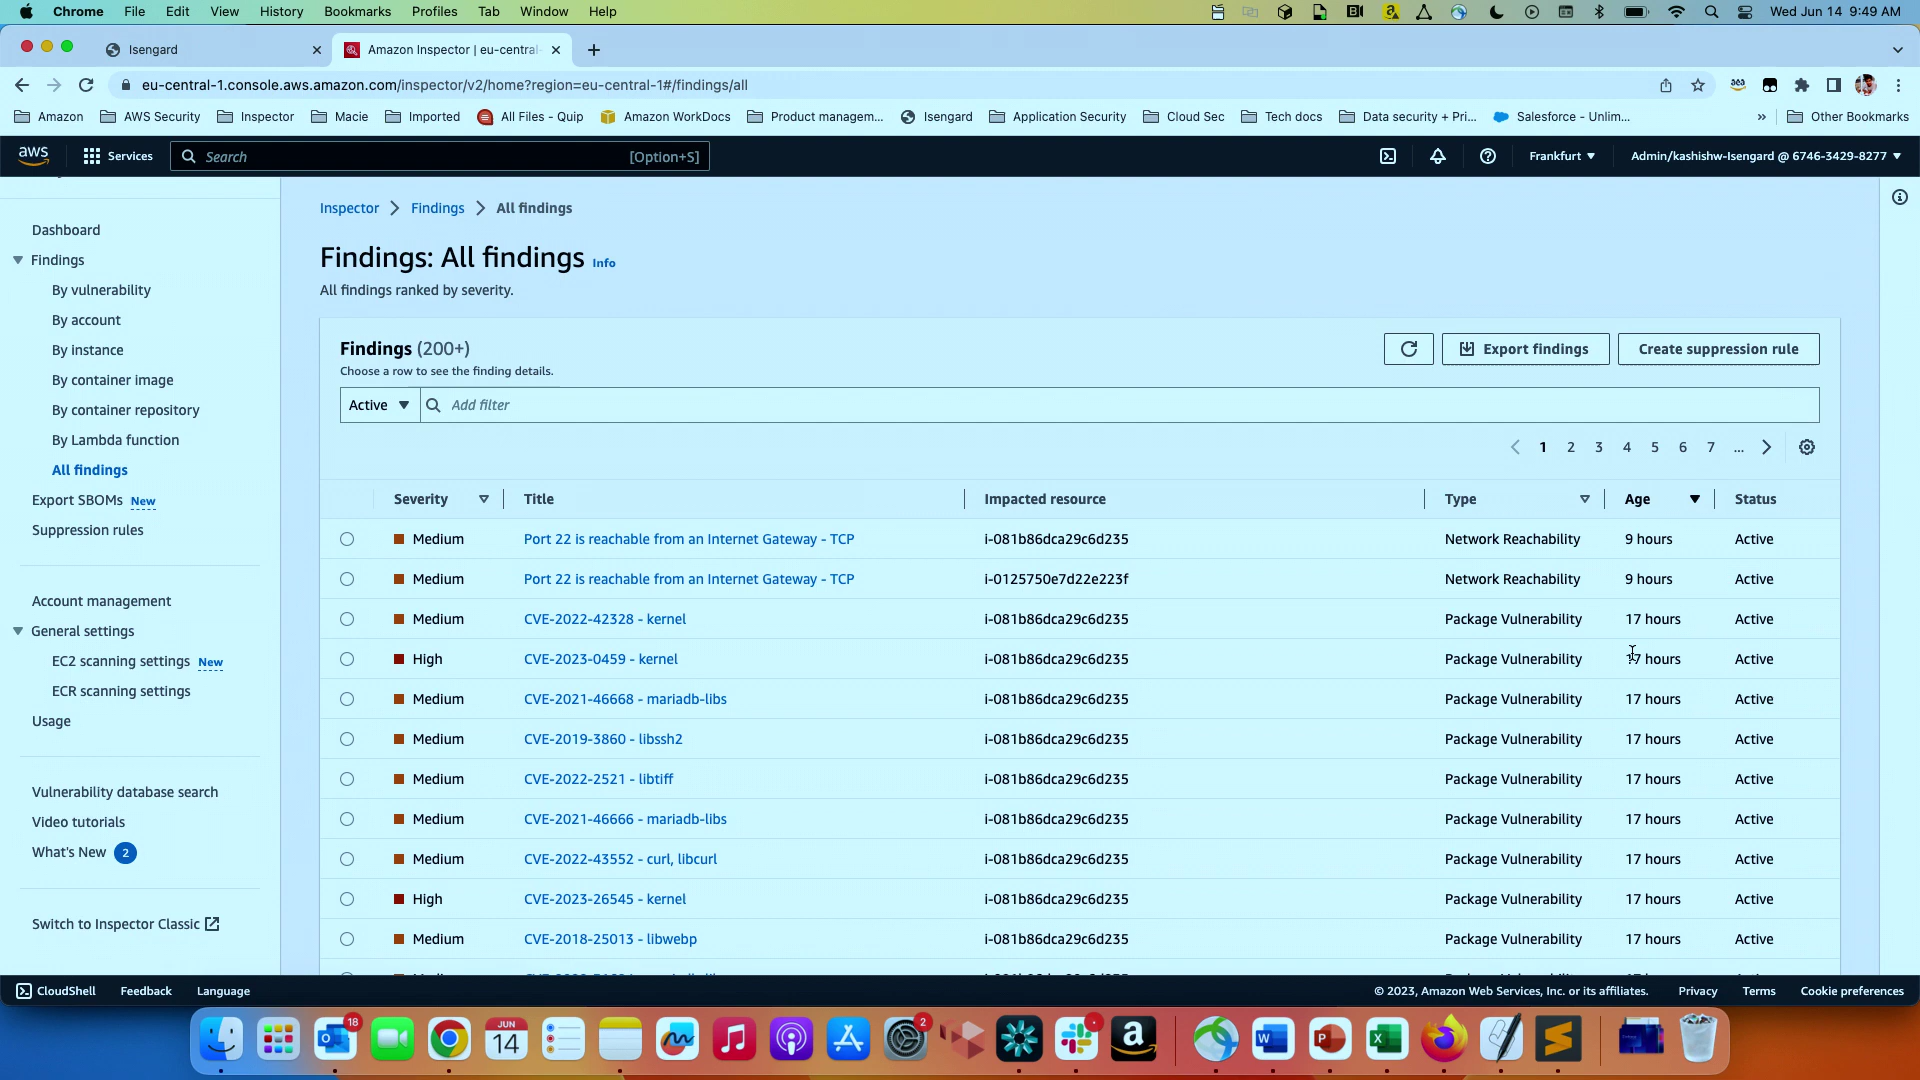 Chrome File Edit View History Bookmarks Profiles Tab Window Help Wed Jun 14 9:49 AM
Isengard Amazon Inspector | eu-central-
eu-central-1.console.aws.amazon.com/inspector/v2/home?region=eu-central-1#/findings/all
Amazon AWS Security Inspector Macie Imported All Files - Quip Amazon WorkDocs Product managem... Isengard Application Security Cloud Sec Tech docs Data security + Pri... Salesforce - Unlim... » Other Bookmarks
aws Services Search [Option+S] Frankfurt Admin/kashishw-Isengard @ 6746-3429-8277
Dashboard
Findings
By vulnerability
By account
By instance
By container image
By container repository
By Lambda function
All findings
Export SBOMs New
Suppression rules
Account management
General settings
EC2 scanning settings New
ECR scanning settings
Usage
Vulnerability database search
Video tutorials
What's New 2
Switch to Inspector Classic
Inspector > Findings > All findings
Findings: All findings Info
All findings ranked by severity.
Findings (200+)
Choose a row to see the finding details.
Export findings Create suppression rule
Active Add filter
1 2 3 4 5 6 7 ...
Severity Title Impacted resource Type Age Status
Medium Port 22 is reachable from an Internet Gateway - TCP i-081b86dca29c6d235 Network Reachability 9 hours Active
Medium Port 22 is reachable from an Internet Gateway - TCP i-0125750e7d22e223f Network Reachability 9 hours Active
Medium CVE-2022-42328 - kernel i-081b86dca29c6d235 Package Vulnerability 17 hours Active
High CVE-2023-0459 - kernel i-081b86dca29c6d235 Package Vulnerability 17 hours Active
Medium CVE-2021-46668 - mariadb-libs i-081b86dca29c6d235 Package Vulnerability 17 hours Active
Medium CVE-2019-3860 - libssh2 i-081b86dca29c6d235 Package Vulnerability 17 hours Active
Medium CVE-2022-2521 - libtiff i-081b86dca29c6d235 Package Vulnerability 17 hours Active
Medium CVE-2021-46666 - mariadb-libs i-081b86dca29c6d235 Package Vulnerability 17 hours Active
Medium CVE-2022-43552 - curl, libcurl i-081b86dca29c6d235 Package Vulnerability 17 hours Active
High CVE-2023-26545 - kernel i-081b86dca29c6d235 Package Vulnerability 17 hours Active
Medium CVE-2018-25013 - libwebp i-081b86dca29c6d235 Package Vulnerability 17 hours Active
CloudShell Feedback Language © 2023, Amazon Web Services, Inc. or its affiliates. Privacy Terms Cookie preferences
18 JUN 14 2